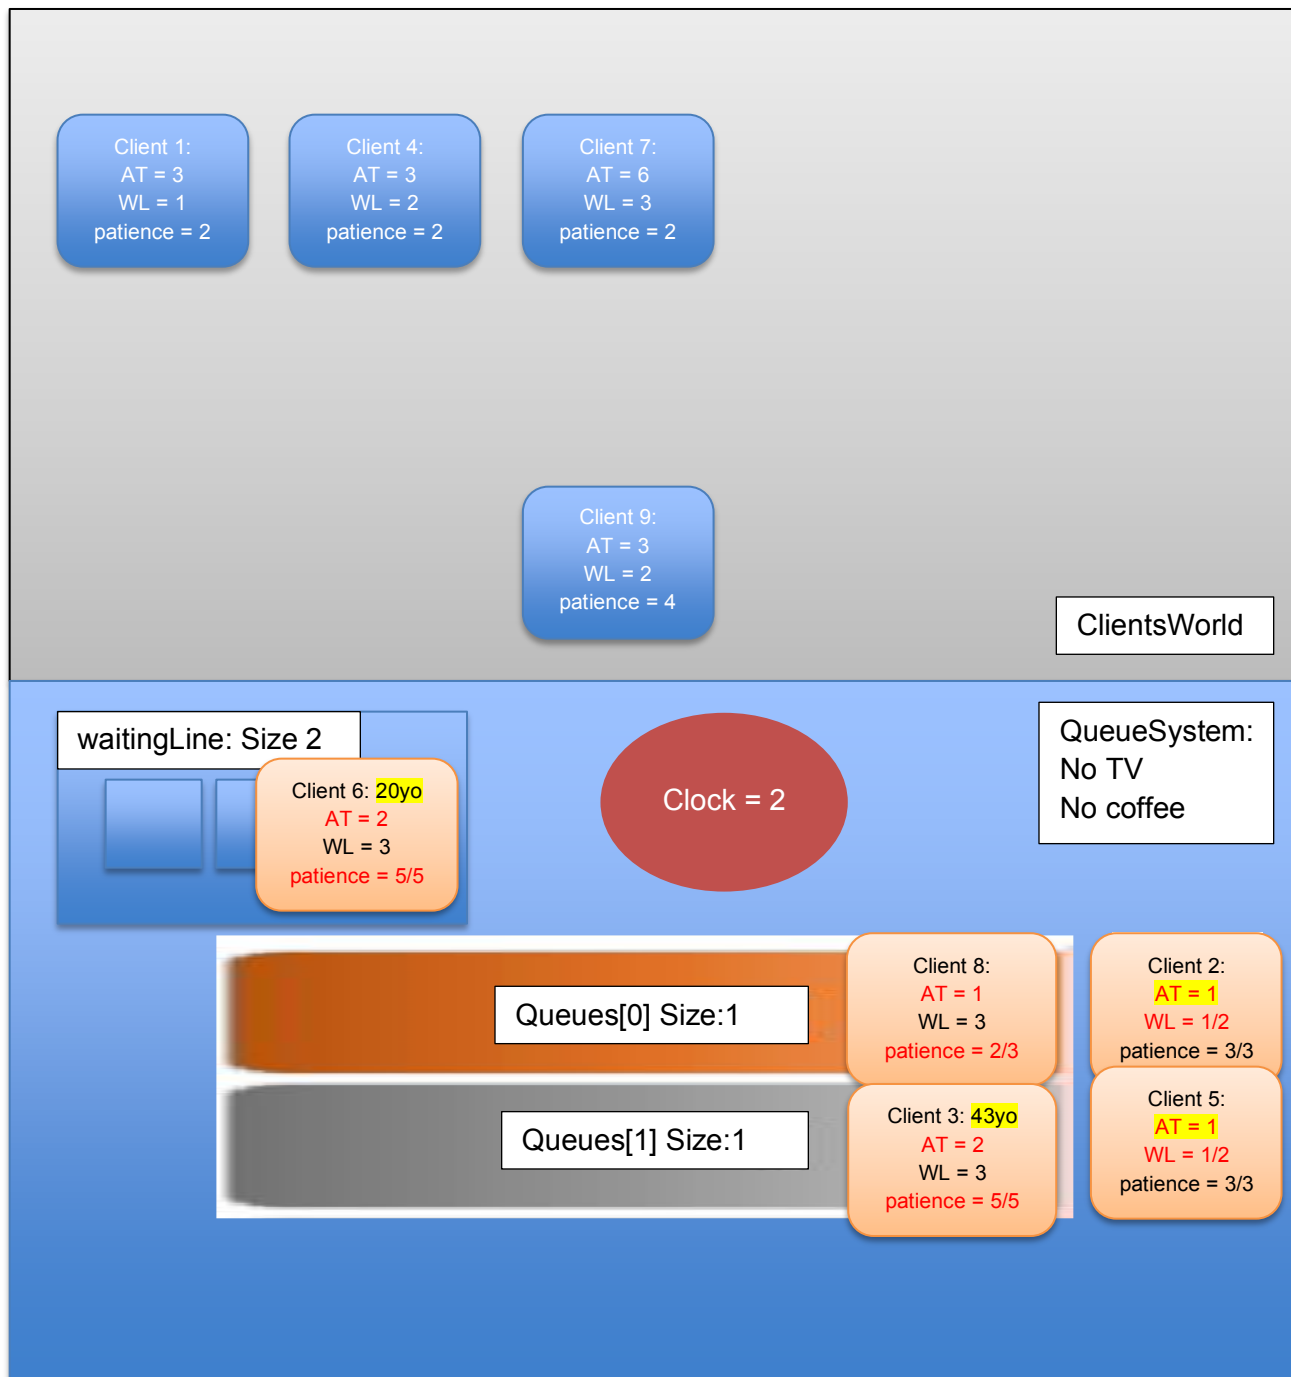 Client 1:
AT = 3
WL = 1
patience = 2
Client 4:
AT = 3
WL = 2
patience = 2
Client 7:
AT = 6
WL = 3
patience = 2
Client 9:
AT = 3
WL = 2
patience = 4
ClientsWorld
waitingLine: Size 2
Client 6: 20yo
AT = 2
WL = 3
patience = 5/5
Clock = 2
QueueSystem:
No TV
No coffee
Queues[0] Size:1
Client 8:
AT = 1
WL = 3
patience = 2/3
Client 2:
AT = 1
WL = 1/2
patience = 3/3
Queues[1] Size:1
Client 3: 43yo
AT = 2
WL = 3
patience = 5/5
Client 5:
AT = 1
WL = 1/2
patience = 3/3